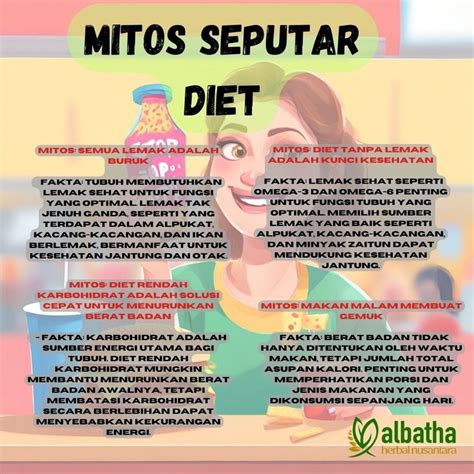 MITOS SEPUTAR
DIET
MITOS: SEMUA LEMAK ADALAH
BURUK
FAKTA: TUBUH MEMBUTUHKAN
LEMAK SEHAT UNTUK FUNGSI
YANG OPTIMAL. LEMAK TAK
JENUH GANDA, SEPERTI YANG
TERDAPAT DALAM ALPUKAT,
KACANG-KACANGAN, DAN IKAN
BERLEMAK, BERMANFAAT UNTUK
KESEHATAN JANTUNG DAN OTAK.
MITOS: DIET TANPA LEMAK
ADALAH KUNCI KESEHATAN
FAKTA: LEMAK SEHAT SEPERTI
OMEGA-3 DAN OMEGA-6 PENTING
UNTUK FUNGSI TUBUH YANG
OPTIMAL. MEMILIH SUMBER
LEMAK YANG BAIK SEPERTI
ALPUKAT, KACANG-KACANGAN,
DAN MINYAK ZAITUN DAPAT
MENDUKUNG KESEHATAN
JANTUNG.
MITOS: DIET RENDAH
KARBOHIDRAT ADALAH SOLUSI
CEPAT UNTUK MENURUNKAN
BERAT BADAN
- FAKTA: KARBOHIDRAT ADALAH
SUMBER ENERGI UTAMA BAGI
TUBUH. DIET RENDAH
KARBOHIDRAT MUNGKIN
MEMBANTU MENURUNKAN BERAT
BADAN AWALNYA, TETAPI
MEMBATASI KARBOHIDRAT
SECARA BERLEBIHAN DAPAT
MENYEBABKAN KEKURANGAN
ENERGI.
MITOS: MAKAN MALAM MEMBUAT
GEMUK
FAKTA: BERAT BADAN TIDAK
HANYA DITENTUKAN OLEH WAKTU
MAKAN, TETAPI JUMLAH TOTAL
ASUPAN KALORI. PENTING UNTUK
MEMPERHATIKAN PORSI DAN
JENIS MAKANAN YANG
DIKONSUMSI SEPANJANG HARI.
albatha
herbal nusantara